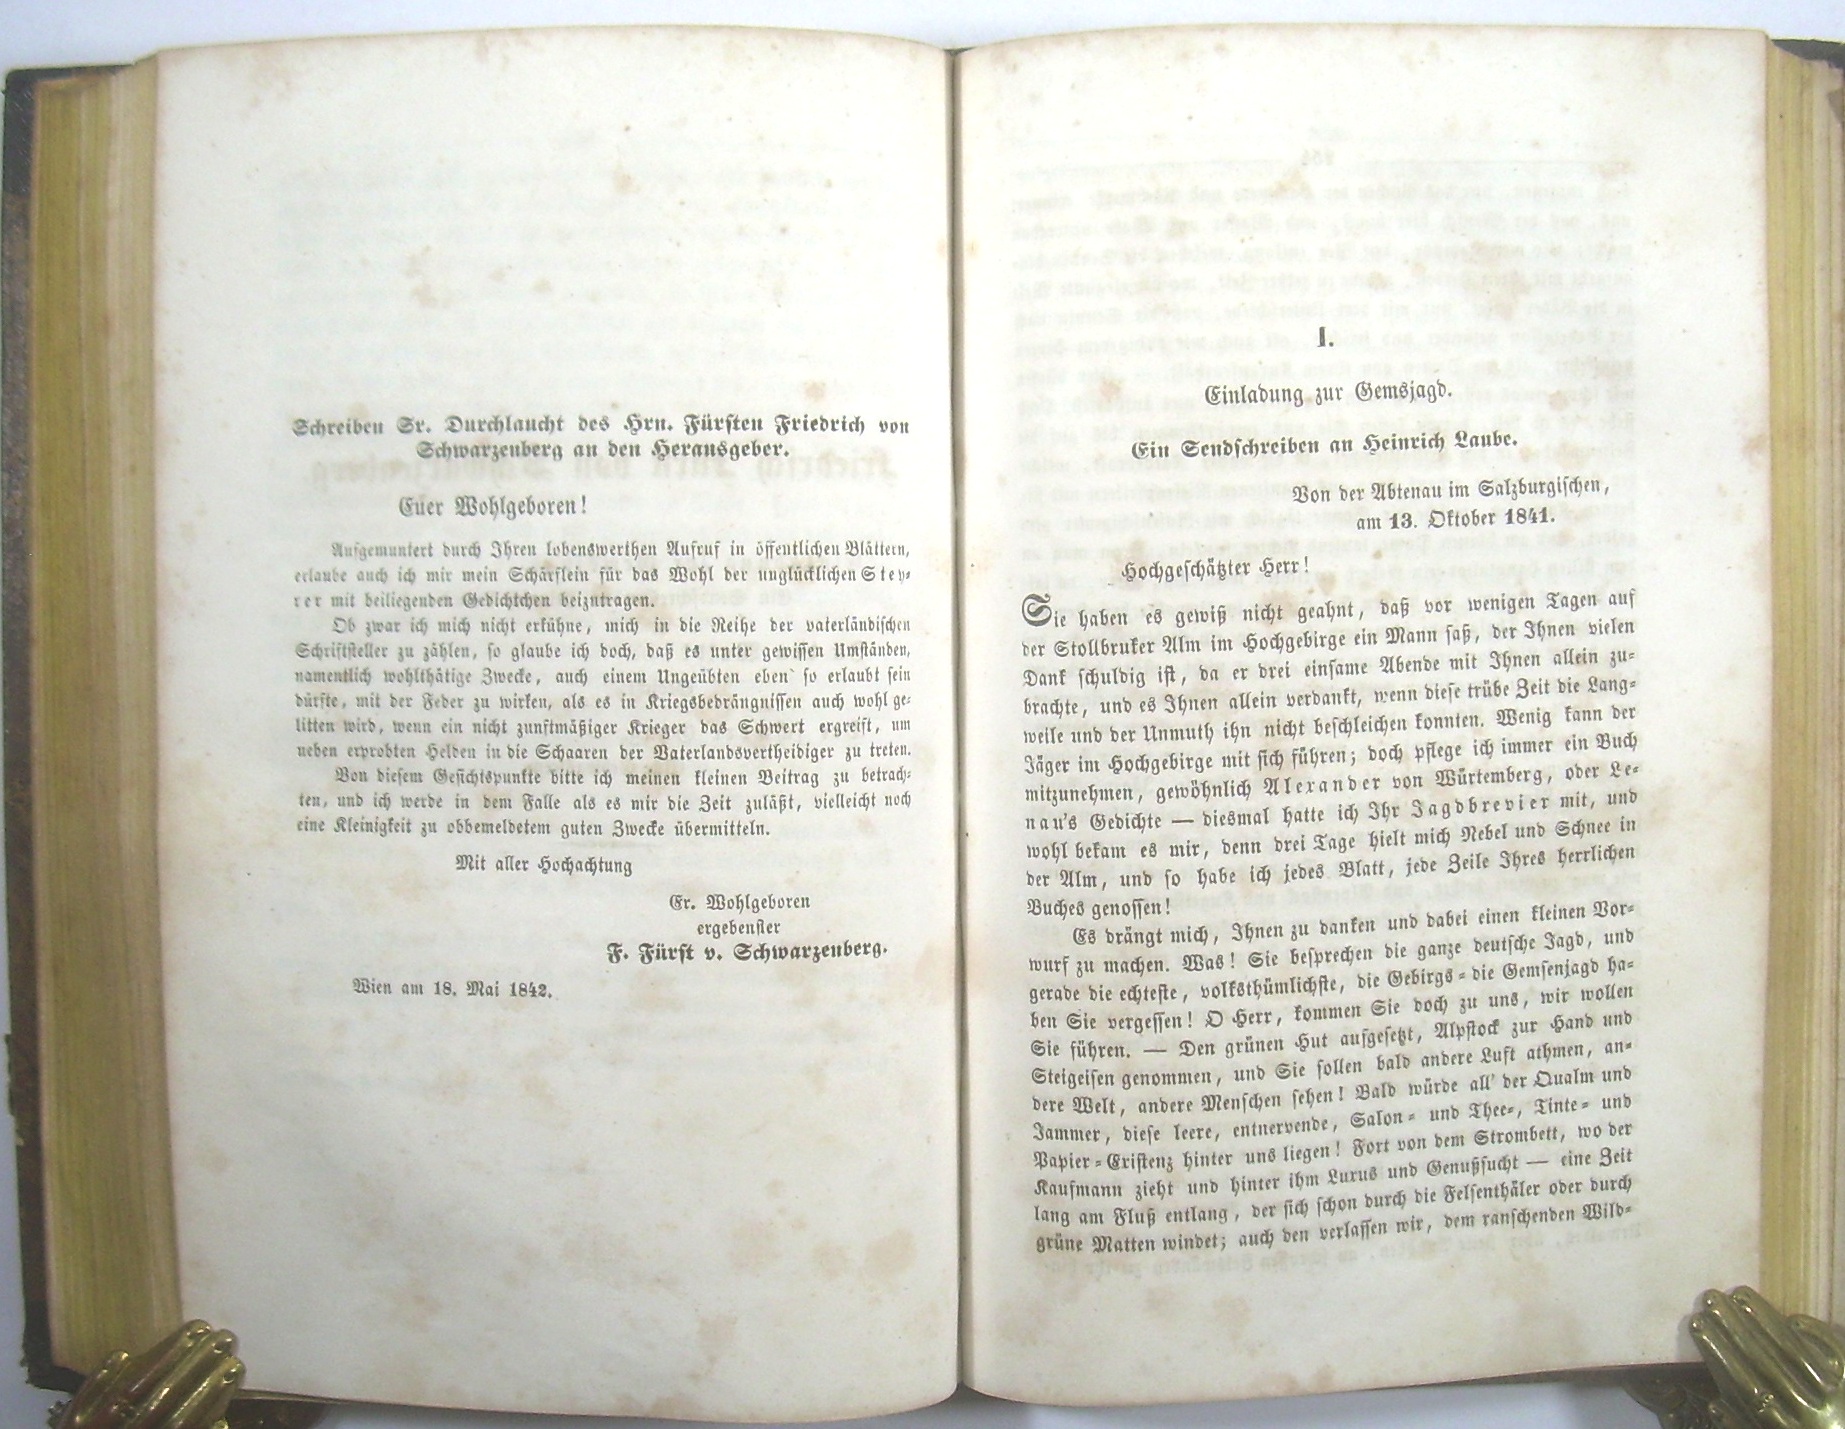 Schreiben Sr. Durchlaucht des Hrn. Fürsten Friedrich von
Schwarzenberg an den Herausgeber.
Euer Wohlgeboren!
Aufgemuntert durch Ihren lobenswerthen Aufruf in öffentlichen Blättern,
erlaube auch ich mir mein Schärflein für das Wohl der unglücklichen Stey-
rer mit beiliegenden Gedichtchen beizutragen.
Ob zwar ich mich nicht erkühne, mich in die Reihe der vaterländischen
Schriftsteller zu zählen, so glaube ich doch, daß es unter gewissen Umständen,
namentlich wohlthätige Zwecke, auch einem Ungeübten eben so erlaubt sein
dürfte, mit der Feder zu wirken, als es in Kriegsbedrängnissen auch wohl ge-
litten wird, wenn ein nicht zunftmäßiger Krieger das Schwert ergreift, um
neben erprobten Helden in die Schaaren der Vaterlandsvertheidiger zu treten.
Von diesem Gesichtspunkte bitte ich meinen kleinen Beitrag zu betrach-
ten, und ich werde in dem Falle als es mir die Zeit zuläßt, vielleicht noch
eine Kleinigkeit zu obbemeldetem guten Zwecke übermitteln.
Mit aller Hochachtung
Er. Wohlgeboren
ergebenster
F. Fürst v. Schwarzenberg.
Wien am 18. Mai 1842.
I.
Einladung zur Gemsjagd.
Ein Sendschreiben an Heinrich Laube.
Von der Abtenau im Salzburgischen,
am 13. Oktober 1841.
Hochgeschätzter Herr!
Sie haben es gewiß nicht geahnt, daß vor wenigen Tagen auf
der Stollbruker Alm im Hochgebirge ein Mann saß, der Ihnen vielen
Dank schuldig ist, da er drei einsame Abende mit Ihnen allein zu-
brachte, und es Ihnen allein verdankt, wenn diese trübe Zeit die Lang-
weile und der Unmuth ihn nicht beschleichen konnten. Wenig kann der
Jäger im Hochgebirge mit sich führen; doch pflege ich immer ein Buch
mitzunehmen, gewöhnlich Alexander von Würtemberg, oder Le-
nau's Gedichte — diesmal hatte ich Ihr Jagdbrevier mit, und
wohl bekam es mir, denn drei Tage hielt mich Nebel und Schnee in
der Alm, und so habe ich jedes Blatt, jede Zeile Ihres herrlichen
Buches genossen!
Es drängt mich, Ihnen zu danken und dabei einen kleinen Vor-
wurf zu machen. Was! Sie besprechen die ganze deutsche Jagd, und
gerade die echteste, volksthümlichste, die Gebirgs- die Gemsenjagd ha-
ben Sie vergessen! O Herr, kommen Sie doch zu uns, wir wollen
Sie führen. — Den grünen Hut aufgesetzt, Alpstock zur Hand und
Steigeisen genommen, und Sie sollen bald andere Luft athmen, an-
dere Welt, andere Menschen sehen! Bald würde all' der Qualm und
Jammer, diese leere, entnervende, Salon- und Thee-, Tinte- und
Papier-Existenz hinter uns liegen! Fort von dem Strombett, wo der
Kaufmann zieht und hinter ihm Luxus und Genußsucht — eine Zeit
lang am Fluß entlang, der sich schon durch die Felsenthäler oder durch
grüne Matten windet; auch den verlassen wir, dem rauschenden Wild-